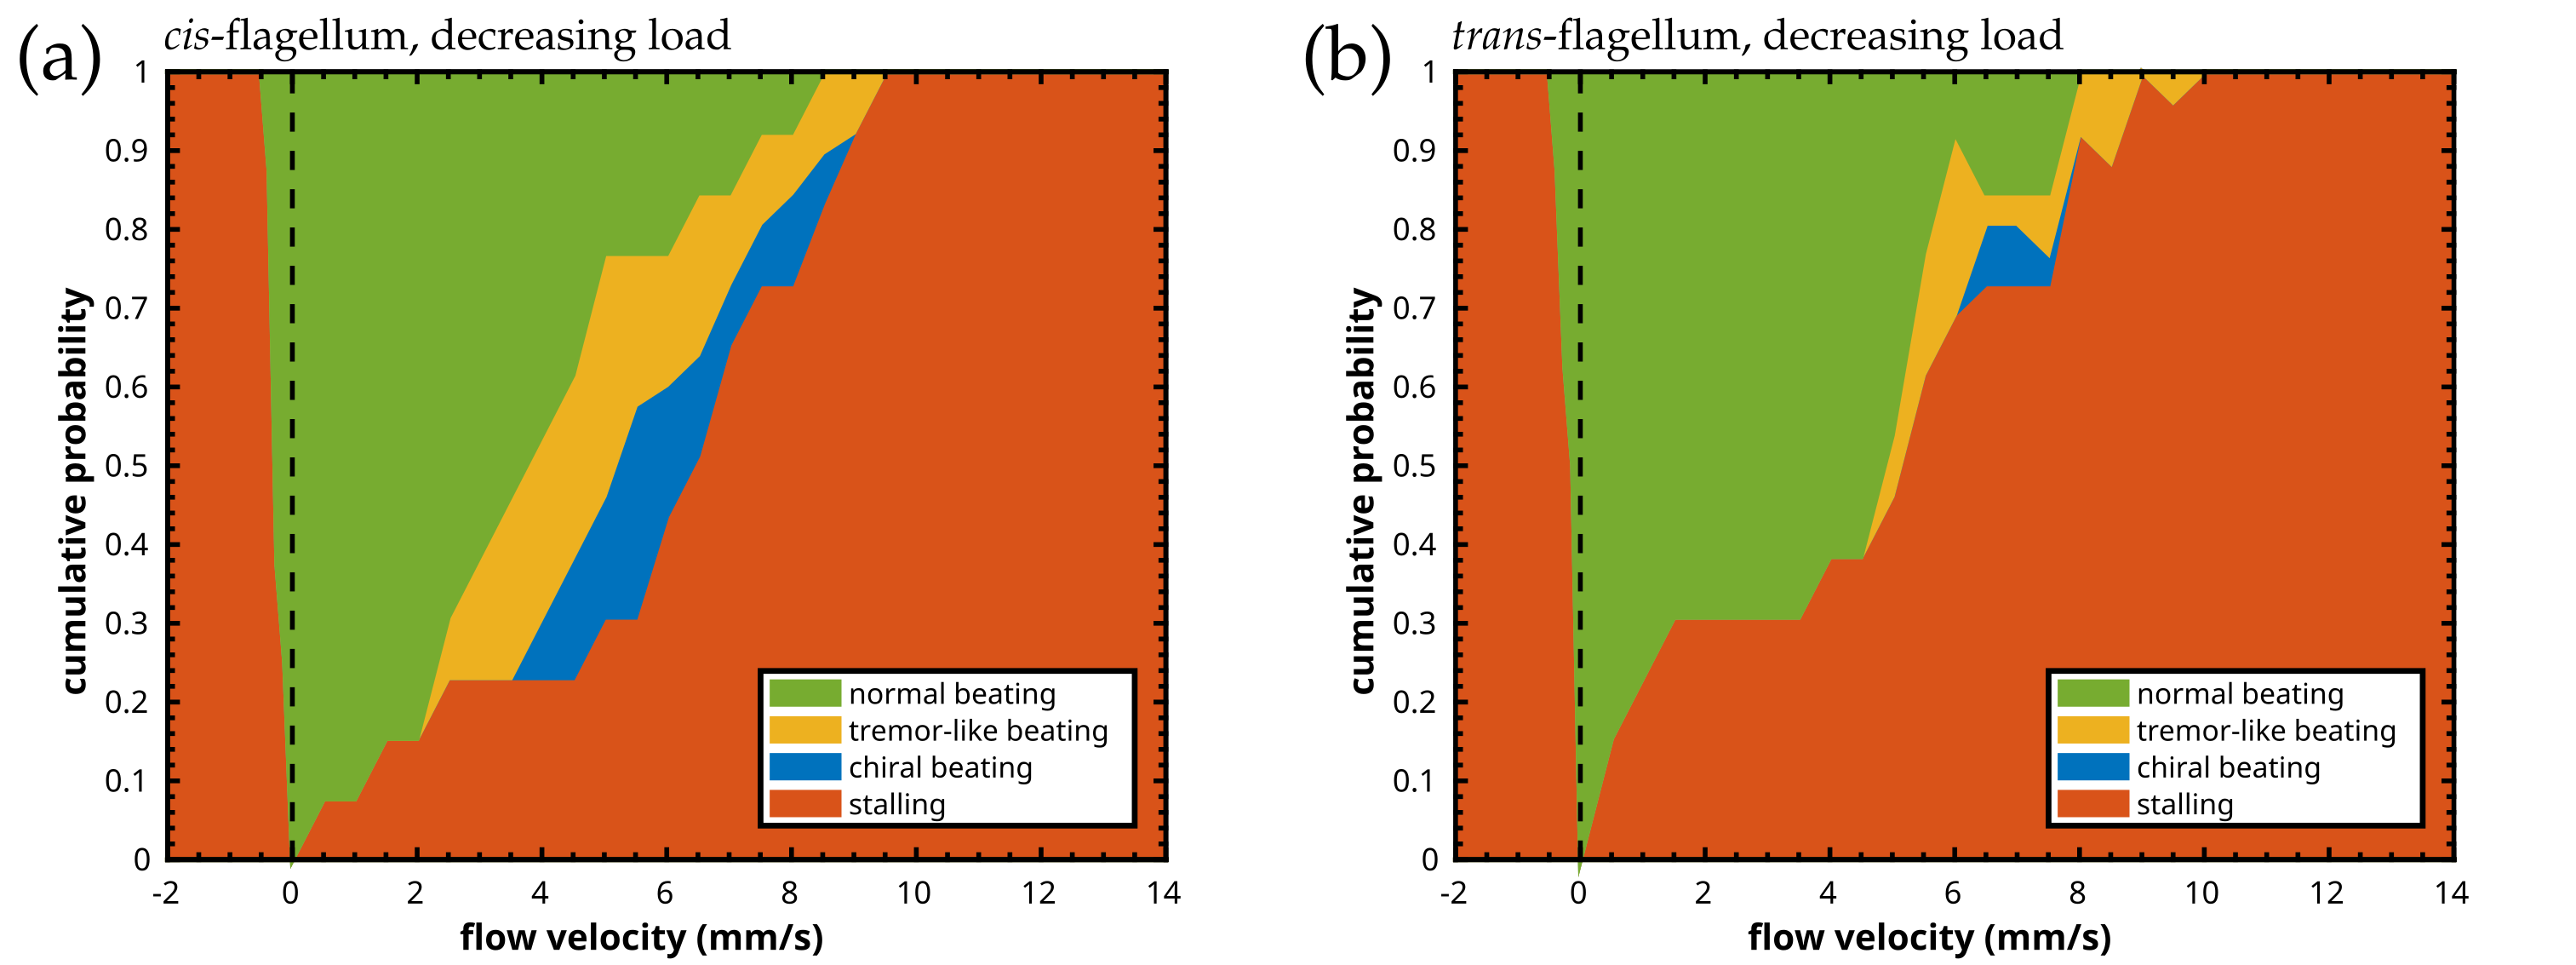 (a)
cis-flagellum, decreasing load
1
0.9
0.8
0.7
0.6
0.5
0.4
0.3
0.2
0.1
0
cumulative probability
normal beating
tremor-like beating
chiral beating
stalling
-2 0 2 4 6 8 10 12 14
flow velocity (mm/s)
(b)
trans-flagellum, decreasing load
1
0.9
0.8
0.7
0.6
0.5
0.4
0.3
0.2
0.1
0
cumulative probability
normal beating
tremor-like beating
chiral beating
stalling
-2 0 2 4 6 8 10 12 14
flow velocity (mm/s)